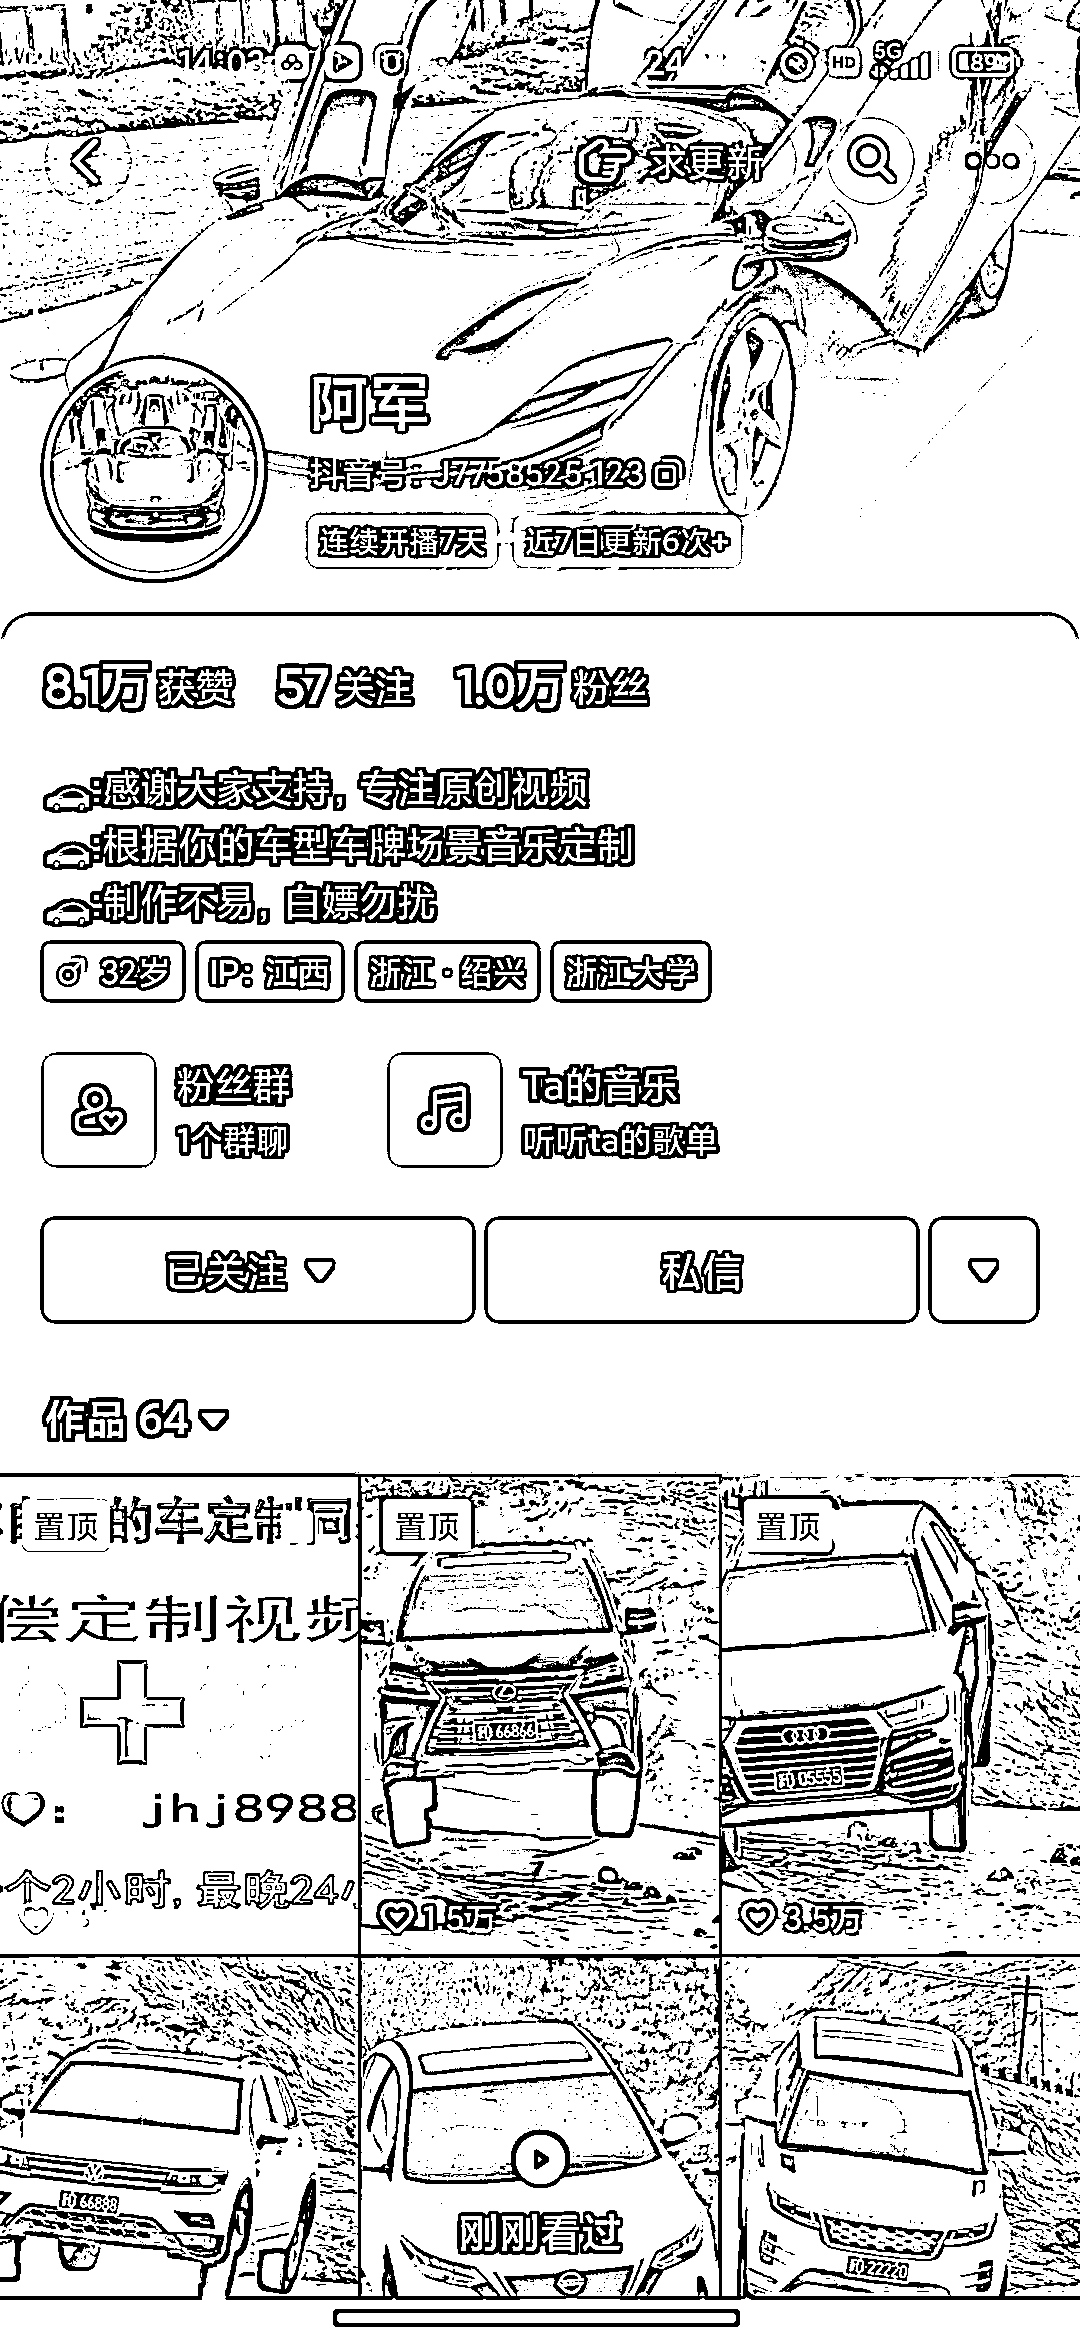 14:03
24
HD 5G 89
求更新
阿军
抖音号: J7758525123
连续开播7天 近7日更新6次+
8.1万 获赞 57 关注 1.0万 粉丝
:感谢大家支持，专注原创视频
:根据你的车型车牌场景音乐定制
:制作不易，白嫖勿扰
32岁 IP: 江西 浙江·绍兴 浙江大学
粉丝群
1个群聊
Ta的音乐
听听ta的歌单
已关注 私信
作品 64
置顶 的车定制"同
置顶
置顶
偿定制视频
: jhj8988
个2小时, 最晚24
66866
05555
1.5万
3.5万
66888
刚刚看过
22220